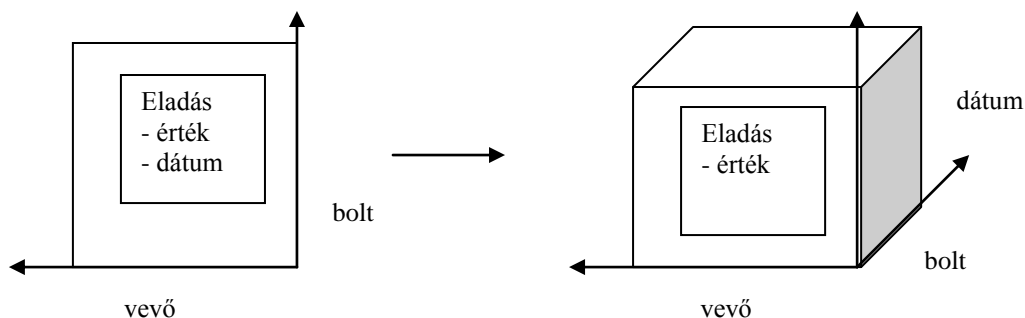 Eladás
- érték
- dátum
bolt
vevő
Eladás
- érték
dátum
bolt
vevő